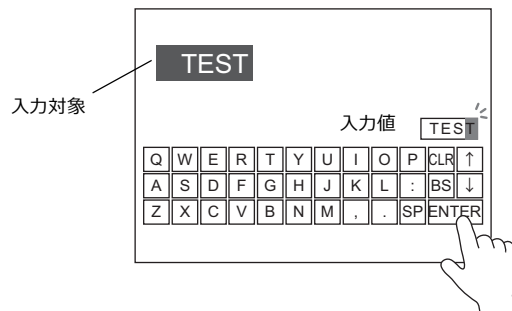 TEST
入力対象
入力値 TEST
Q W E R T Y U I O P CLR ↑
A S D F G H J K L : BS ↓
Z X C V B N M , . SP ENTER